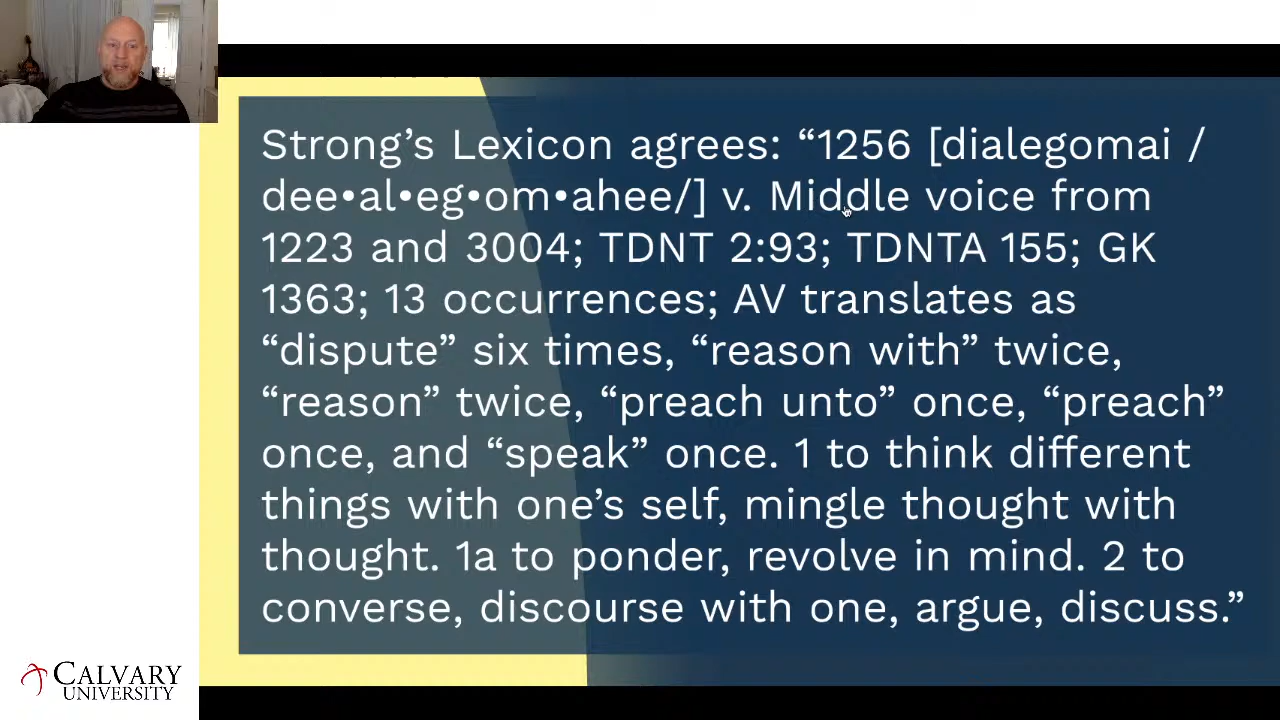 Strong’s Lexicon agrees: “1256 [dialegomai /
dee•al•eg•om•ahee/] v. Middle voice from
1223 and 3004; TDNT 2:93; TDNTA 155; GK
1363; 13 occurrences; AV translates as
“dispute” six times, “reason with” twice,
“reason” twice, “preach unto” once, “preach”
once, and “speak” once. 1 to think different
things with one’s self, mingle thought with
thought. 1a to ponder, revolve in mind. 2 to
converse, discourse with one, argue, discuss.”
CALVARY
UNIVERSITY